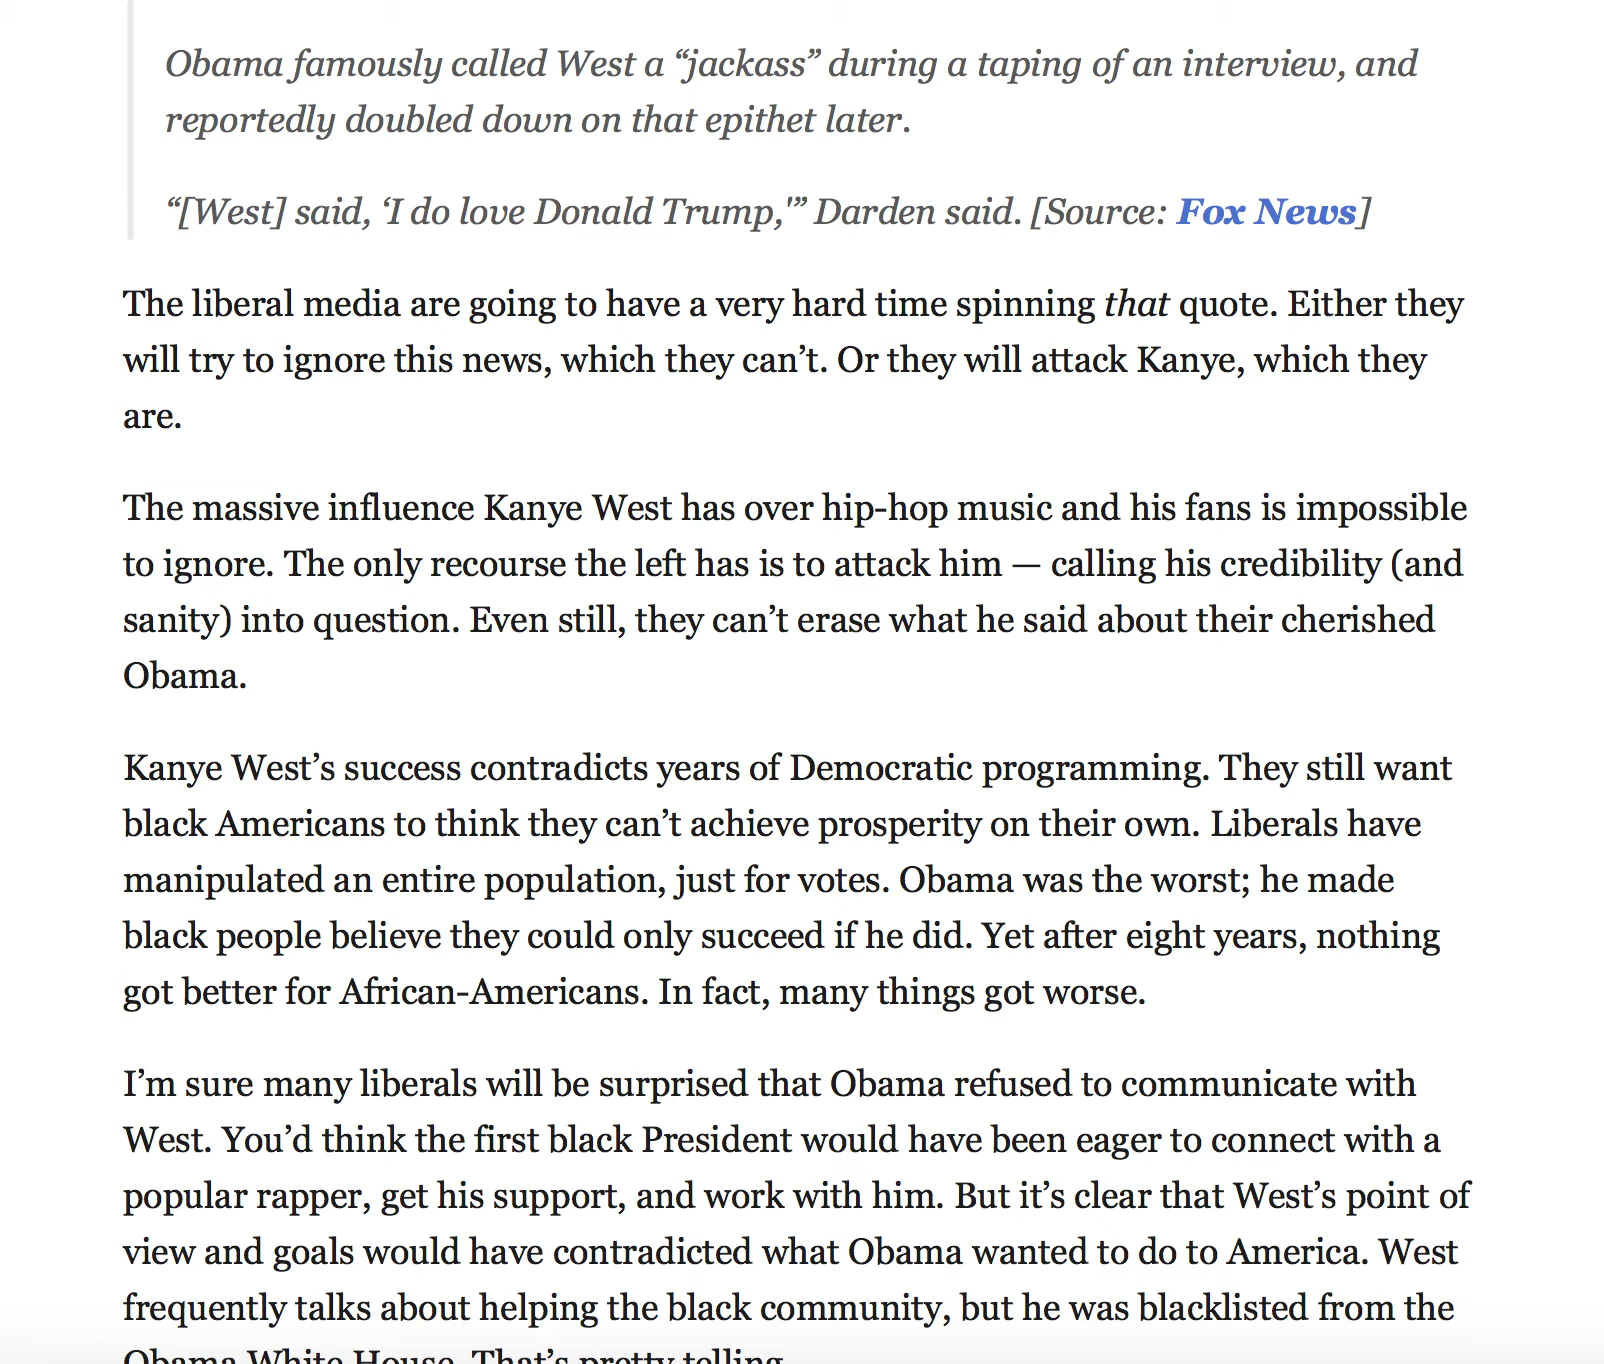 Obama famously called West a “jackass” during a taping of an interview, and
reportedly doubled down on that epithet later.
“[West] said, ‘I do love Donald Trump,'” Darden said. [Source: Fox News]
The liberal media are going to have a very hard time spinning that quote. Either they
will try to ignore this news, which they can’t. Or they will attack Kanye, which they
are.
The massive influence Kanye West has over hip-hop music and his fans is impossible
to ignore. The only recourse the left has is to attack him — calling his credibility (and
sanity) into question. Even still, they can’t erase what he said about their cherished
Obama.
Kanye West’s success contradicts years of Democratic programming. They still want
black Americans to think they can’t achieve prosperity on their own. Liberals have
manipulated an entire population, just for votes. Obama was the worst; he made
black people believe they could only succeed if he did. Yet after eight years, nothing
got better for African-Americans. In fact, many things got worse.
I’m sure many liberals will be surprised that Obama refused to communicate with
West. You’d think the first black President would have been eager to connect with a
popular rapper, get his support, and work with him. But it’s clear that West’s point of
view and goals would have contradicted what Obama wanted to do to America. West
frequently talks about helping the black community, but he was blacklisted from the
Obama White House. That’s pretty telling